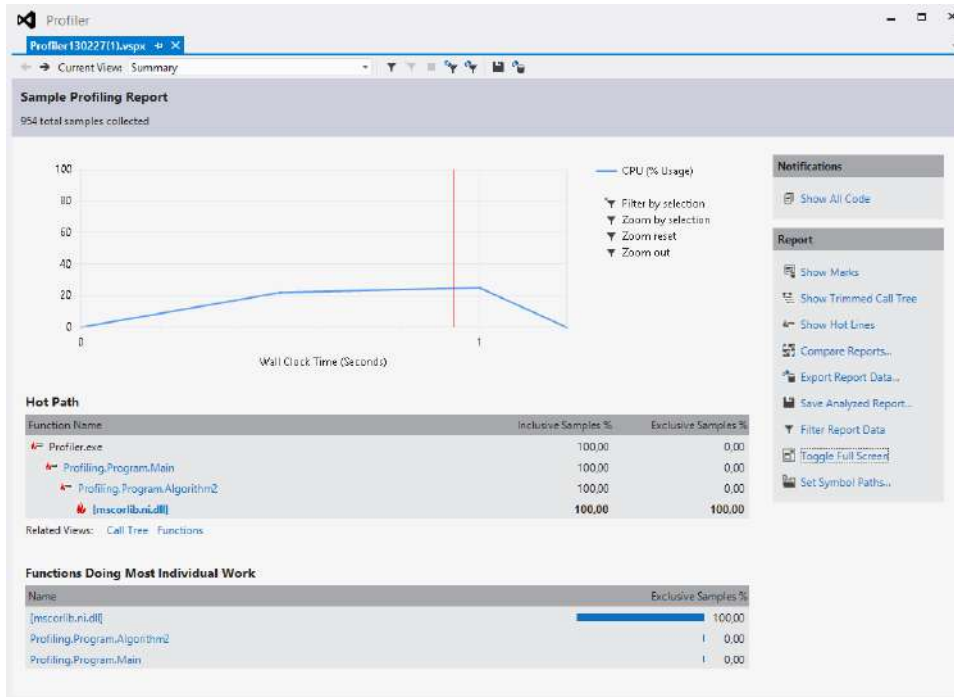 Profiler
Profiler130227(1).vspx
Current View: Summary
Sample Profiling Report
954 total samples collected
100
80
60
40
20
0
0
1
Wall Clock Time (Seconds)
CPU (% Usage)
Filter by selection
Zoom by selection
Zoom reset
Zoom out
Notifications
Show All Code
Report
Show Marks
Show Trimmed Call Tree
Show Hot Lines
Compare Reports...
Export Report Data...
Save Analyzed Report...
Filter Report Data
Toggle Full Screen
Set Symbol Paths...
Hot Path
Function Name Inclusive Samples % Exclusive Samples %
Profiler.exe 100,00 0,00
Profiling.Program.Main 100,00 0,00
Profiling.Program.Algorithm2 100,00 0,00
[mscorlib.ni.dll] 100,00 100,00
Related Views: Call Tree Functions
Functions Doing Most Individual Work
Name Exclusive Samples %
[mscorlib.ni.dll] 100,00
Profiling.Program.Algorithm2 0,00
Profiling.Program.Main 0,00